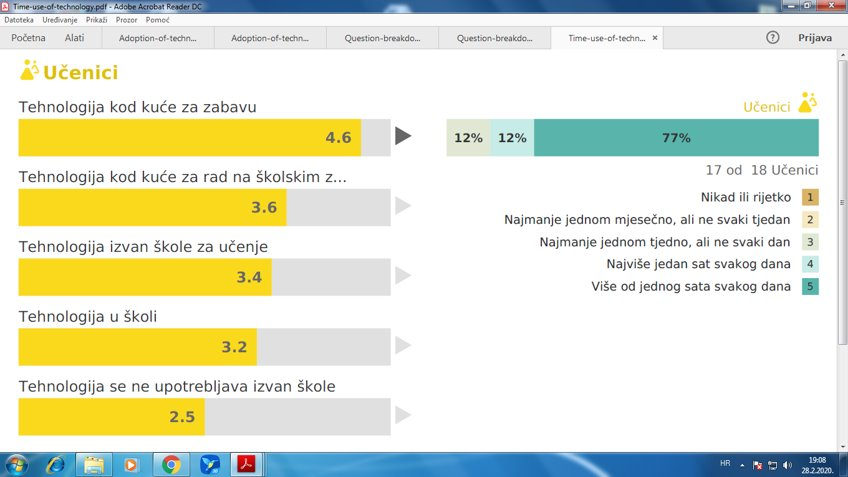 Time-use-of-technology.pdf - Adobe Acrobat Reader DC
Datoteka Uređivanje Prikaži Prozor Pomoć
Početna Alati Adoption-of-techn... Adoption-of-techn... Question-breakdo... Question-breakdo... Time-use-of-techn... × ? Prijava
Učenici
Tehnologija kod kuće za zabavu
4.6
Tehnologija kod kuće za rad na školskim z...
3.6
Tehnologija izvan škole za učenje
3.4
Tehnologija u školi
3.2
Tehnologija se ne upotrebljava izvan škole
2.5
Učenici
12% 12% 77%
17 od 18 Učenici
Nikad ili rijetko 1
Najmanje jednom mjesečno, ali ne svaki tjedan 2
Najmanje jednom tjedno, ali ne svaki dan 3
Najviše jedan sat svakog dana 4
Više od jednog sata svakog dana 5
HR
19:08
28.2.2020.